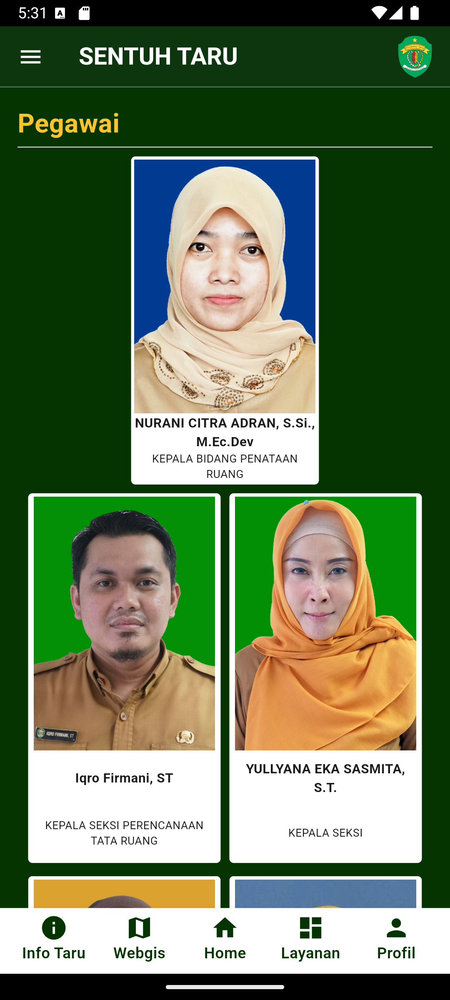 5:31
SENTUH TARU
Pegawai
NURANI CITRA ADRAN, S.Si.,
M.Ec.Dev
KEPALA BIDANG PENATAAN
RUANG
IQRO FIRMANI, ST
Iqro Firmani, ST
KEPALA SEKSI PERENCANAAN
TATA RUANG
YULLYANA EKA SASMITA,
S.T.
KEPALA SEKSI
Info Taru
Webgis
Home
Layanan
Profil